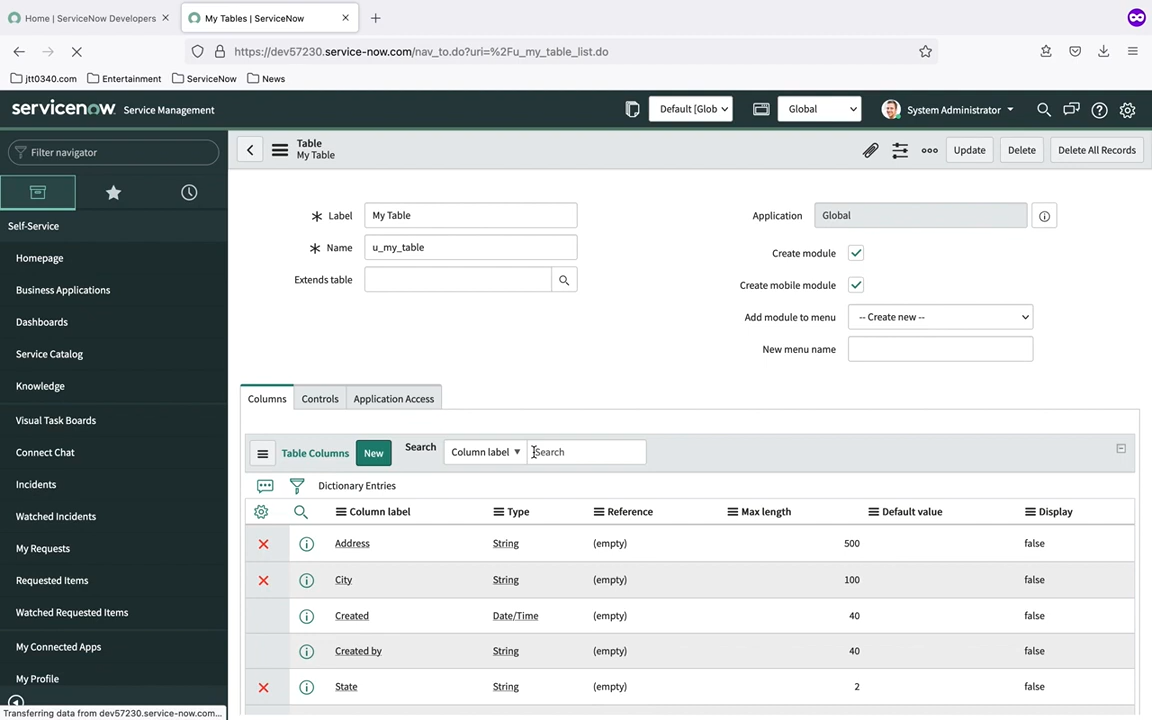 Home | ServiceNow Developers
My Tables | ServiceNow
https://dev57230.service-now.com/nav_to.do?uri=%2Fu_my_table_list.do
jtt0340.com
Entertainment
ServiceNow
News
servicenow Service Management
Default [Glob
Global
System Administrator
Filter navigator
Table
My Table
Update
Delete
Delete All Records
Self-Service
Homepage
Business Applications
Dashboards
Service Catalog
Knowledge
Visual Task Boards
Connect Chat
Incidents
Watched Incidents
My Requests
Requested Items
Watched Requested Items
My Connected Apps
My Profile
Transferring data from dev57230.service-now.com...
Label My Table
Name u_my_table
Extends table
Application Global
Create module
Create mobile module
Add module to menu -- Create new --
New menu name
Columns Controls Application Access
Table Columns New Search Column label Search
Dictionary Entries
Column label Type Reference Max length Default value Display
Address String (empty) 500 false
City String (empty) 100 false
Created Date/Time (empty) 40 false
Created by String (empty) 40 false
State String (empty) 2 false